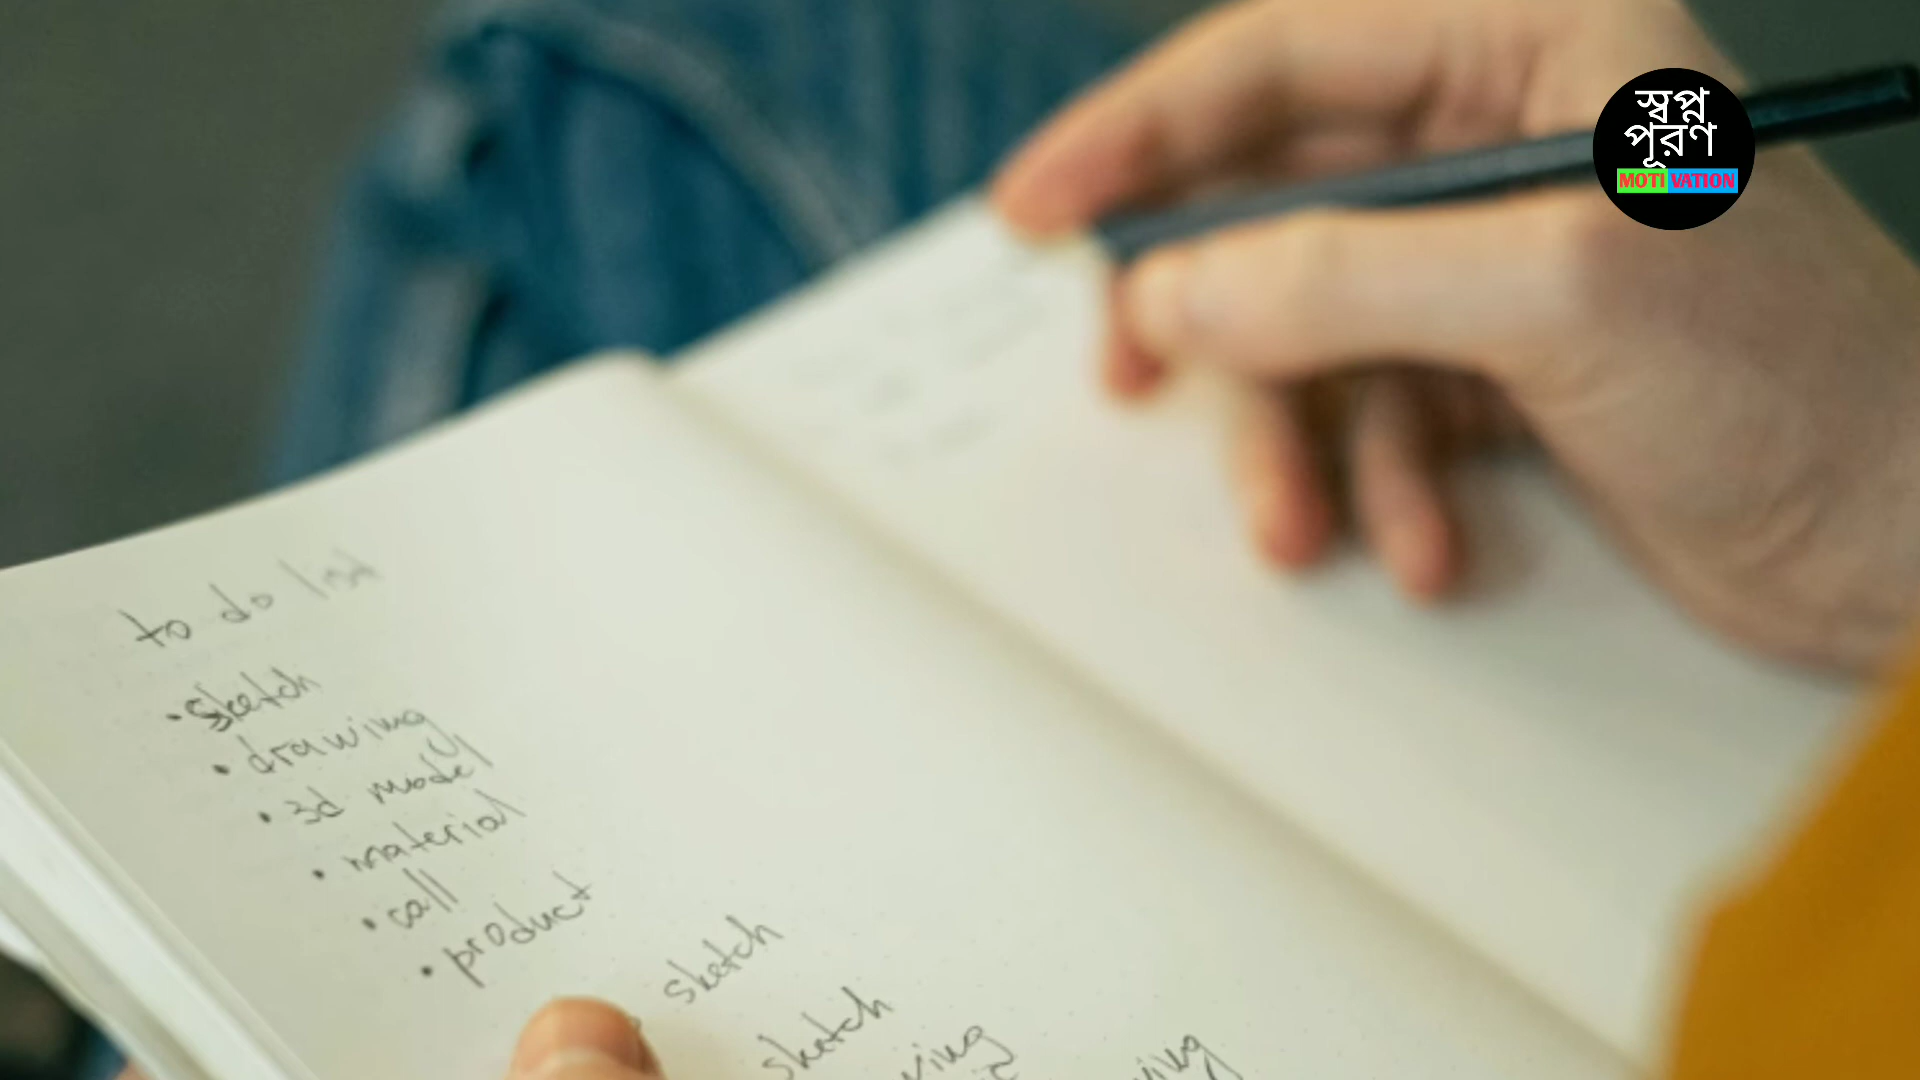 স্বপ্ন
পূরণ
MOTIVATION
to do list
• sketch
• drawing
• 3d model
• material
• call
• product
sketch
sketch